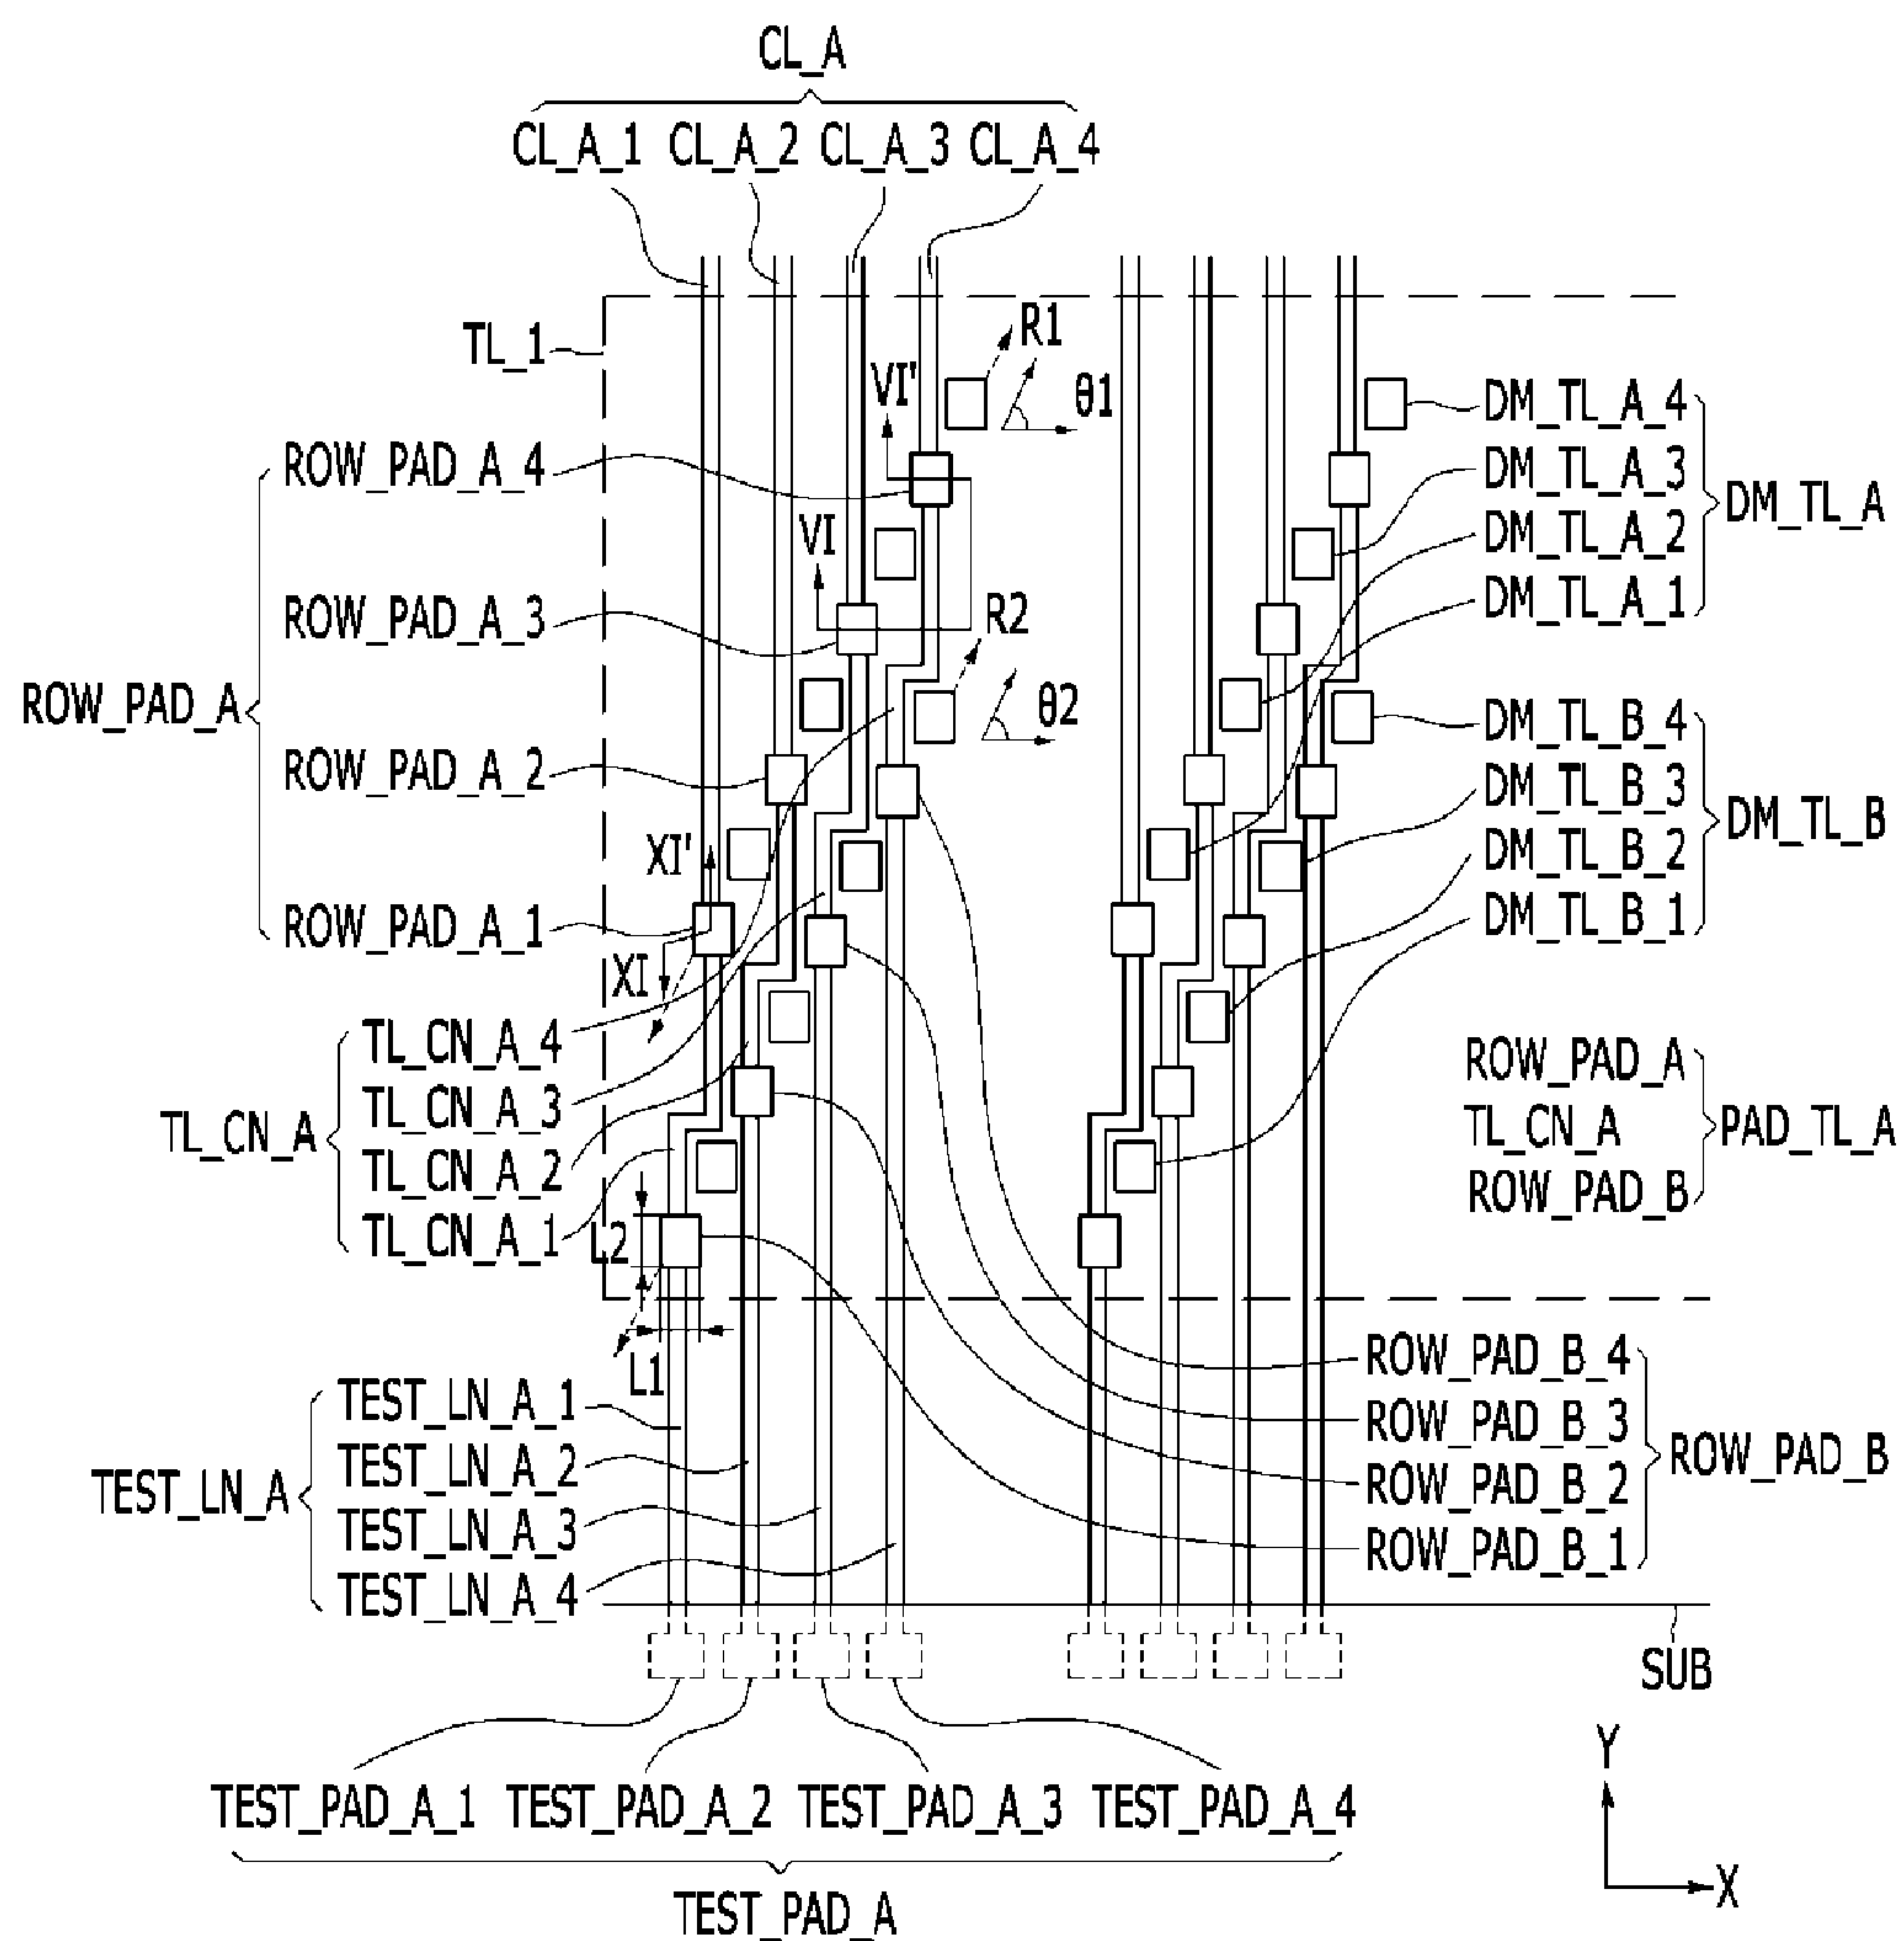 CL_A
CL_A_1 CL_A_2 CL_A_3 CL_A_4
TL_1
R1
VI'
θ1
DM_TL_A_4
DM_TL_A_3
DM_TL_A_2
DM_TL_A_1
DM_TL_A
ROW_PAD_A_4
VI
ROW_PAD_A_3
R2
ROW_PAD_A
θ2
DM_TL_B_4
DM_TL_B_3
DM_TL_B_2
DM_TL_B_1
DM_TL_B
ROW_PAD_A_2
XI'
ROW_PAD_A_1
XI
TL_CN_A_4
TL_CN_A_3
TL_CN_A_2
TL_CN_A_1
TL_CN_A
ROW_PAD_A
TL_CN_A
ROW_PAD_B
PAD_TL_A
L2
L1
TEST_LN_A_1
TEST_LN_A_2
TEST_LN_A_3
TEST_LN_A_4
TEST_LN_A
ROW_PAD_B_4
ROW_PAD_B_3
ROW_PAD_B_2
ROW_PAD_B_1
ROW_PAD_B
SUB
TEST_PAD_A_1 TEST_PAD_A_2 TEST_PAD_A_3 TEST_PAD_A_4
TEST_PAD_A
Y
X